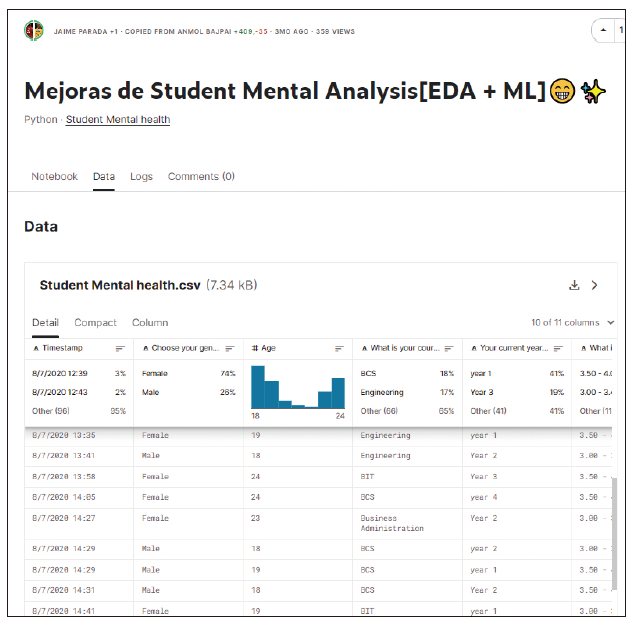 JAIME PARADA +1 · COPIED FROM ANMOL BAJPAI +409,-35 · 3MO AGO · 359 VIEWS
1
Mejoras de Student Mental Analysis[EDA + ML]😁✨
Python · Student Mental health
Notebook Data Logs Comments (0)
Data
Student Mental health.csv (7.34 kB)
Detail Compact Column 10 of 11 columns
Timestamp Choose your gen... # Age What is your cour... Your current year... What i
8/7/2020 12:39 3% Female 74% BCS 18% year 1 41% 3.50 - 4.0
8/7/2020 12:43 2% Male 26% Engineering 17% Year 3 19% 3.00 - 3.4
Other (96) 95% 18 24 Other (66) 65% Other (41) 41% Other (11
8/7/2020 13:35 Female 19 Engineering year 1 3.50 -
8/7/2020 13:41 Male 18 Engineering year 2 3.00 -
8/7/2020 13:58 Female 24 BIT Year 3 3.50 -
8/7/2020 14:05 Female 24 BCS year 4 3.50 -
8/7/2020 14:27 Female 23 Business Administration Year 2 3.00 -
8/7/2020 14:29 Male 18 BCS year 2 3.00 -
8/7/2020 14:29 Male 19 BCS year 1 3.50 -
8/7/2020 14:31 Male 18 BCS Year 2 3.50 -
8/7/2020 14:41 Female 19 BIT year 1 3.00 -